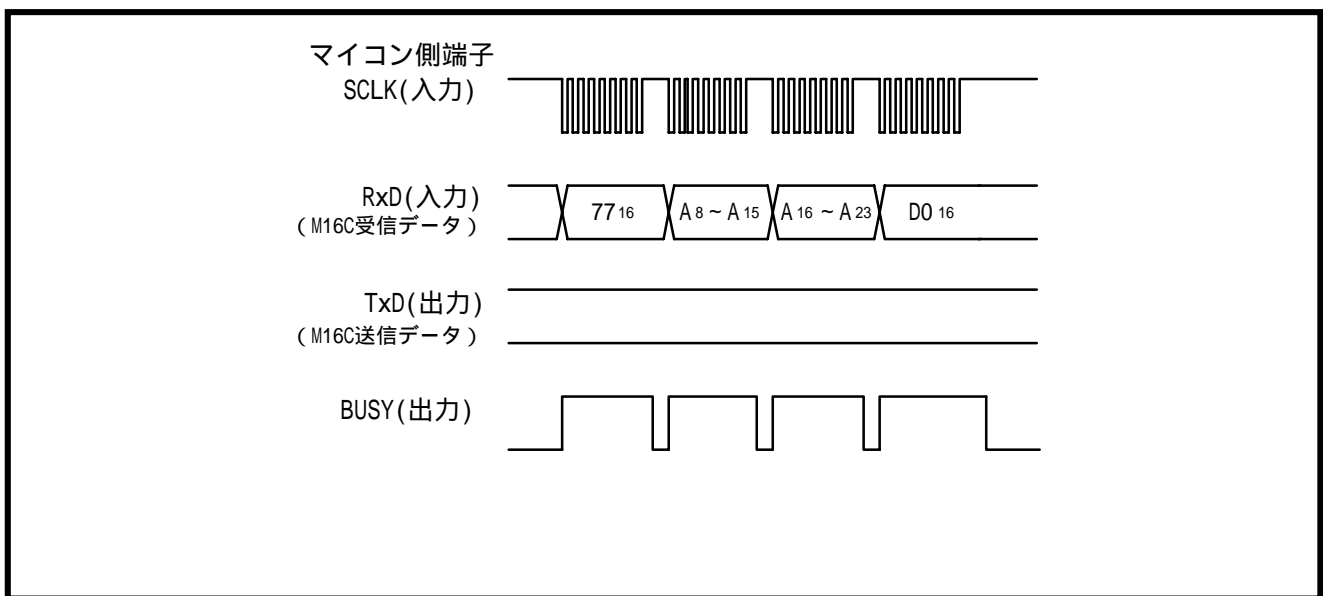 マイコン側端子
SCLK(入力)
RxD(入力)
(M16C受信データ)
77 16
A 8 ~ A 15
A 16 ~ A 23
D0 16
TxD(出力)
(M16C送信データ)
BUSY(出力)